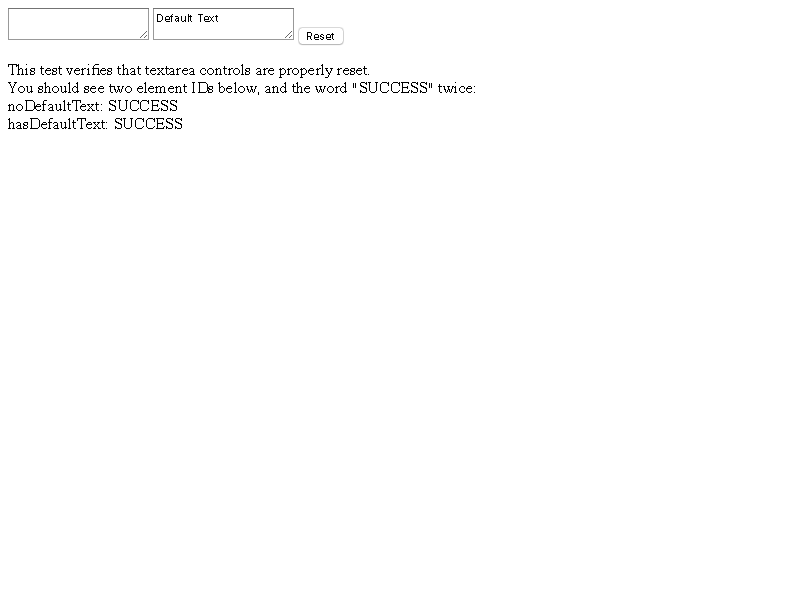 Default Text
Reset
This test verifies that textarea controls are properly reset.
You should see two element IDs below, and the word "SUCCESS" twice:
noDefaultText: SUCCESS
hasDefaultText: SUCCESS